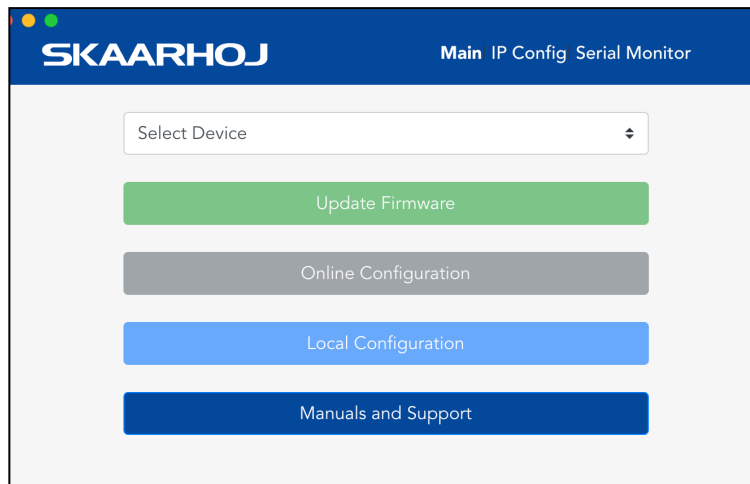 SKAARHOJ
Main IP Config Serial Monitor
Select Device
Update Firmware
Online Configuration
Local Configuration
Manuals and Support